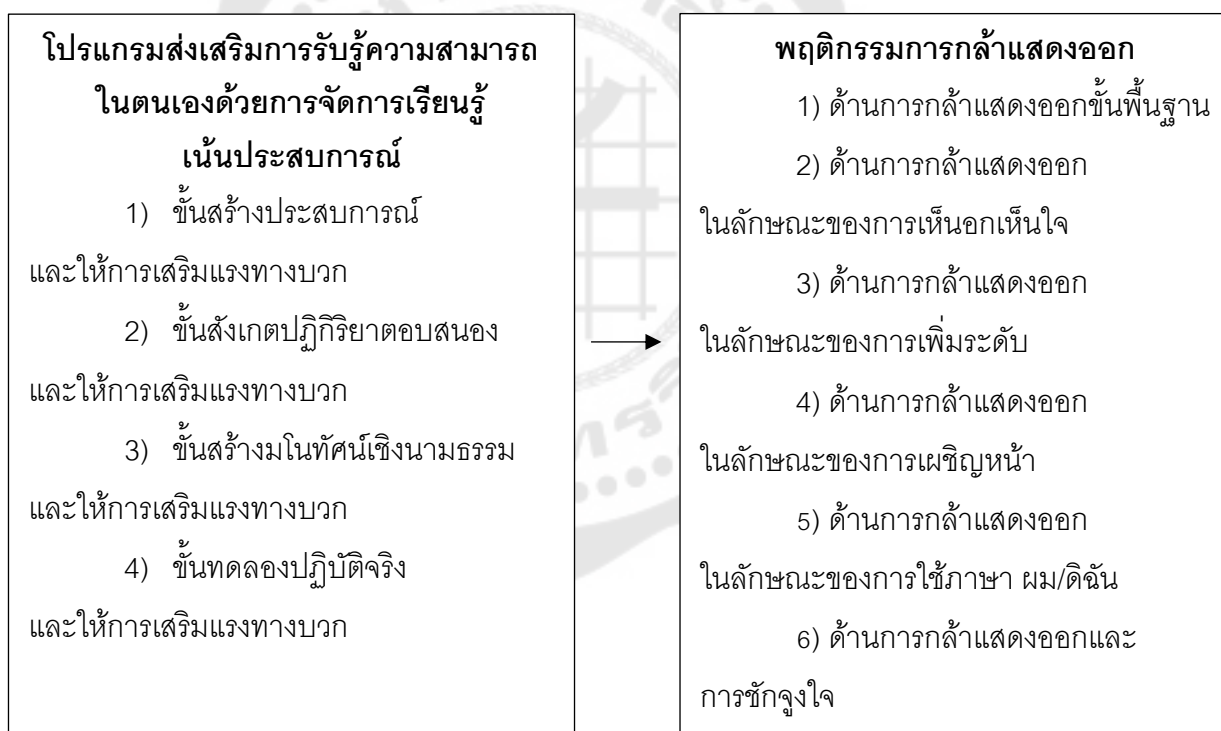 โปรแกรมส่งเสริมการรับรู้ความสามารถ
ในตนเองด้วยการจัดการเรียนรู้
เน้นประสบการณ์
1) ขั้นสร้างประสบการณ์
และให้การเสริมแรงทางบวก
2) ขั้นสังเกตปฏิกิริยาตอบสนอง
และให้การเสริมแรงทางบวก
3) ขั้นสร้างมโนทัศน์เชิงนามธรรม
และให้การเสริมแรงทางบวก
4) ขั้นทดลองปฏิบัติจริง
และให้การเสริมแรงทางบวก
พฤติกรรมการกล้าแสดงออก
1) ด้านการกล้าแสดงออกขั้นพื้นฐาน
2) ด้านการกล้าแสดงออก
ในลักษณะของการเห็นอกเห็นใจ
3) ด้านการกล้าแสดงออก
ในลักษณะของการเพิ่มระดับ
4) ด้านการกล้าแสดงออก
ในลักษณะของการเผชิญหน้า
5) ด้านการกล้าแสดงออก
ในลักษณะของการใช้ภาษา ผม/ดิฉัน
6) ด้านการกล้าแสดงออกและ
การชักจูงใจ